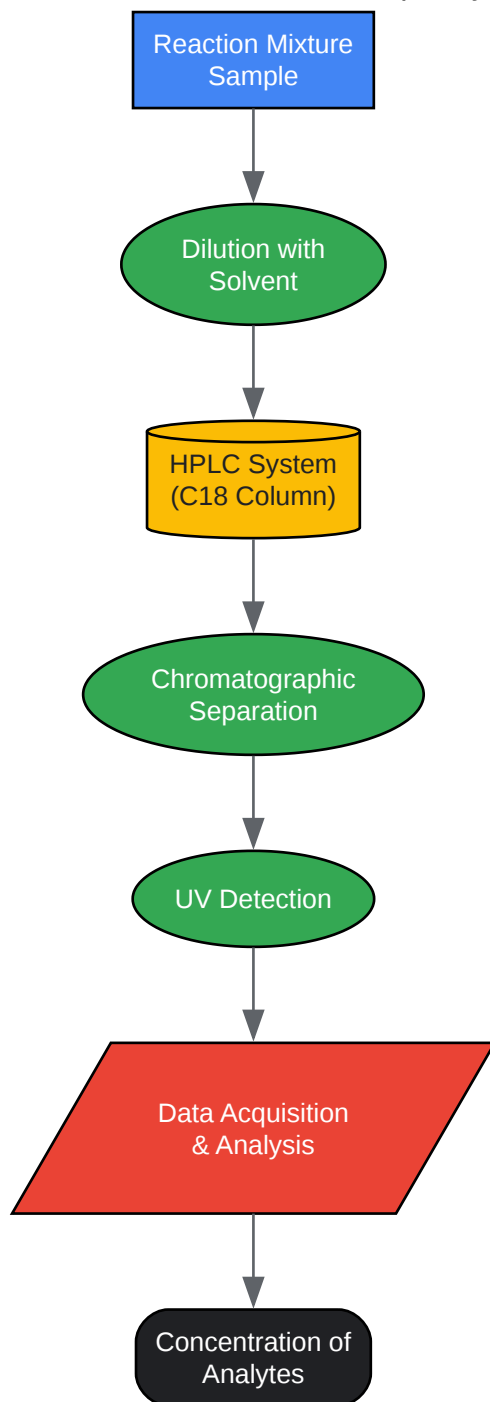 Reaction Mixture
Sample
Dilution with
Solvent
HPLC System
(C18 Column)
Chromatographic
Separation
UV Detection
Data Acquisition
& Analysis
Concentration of
Analytes